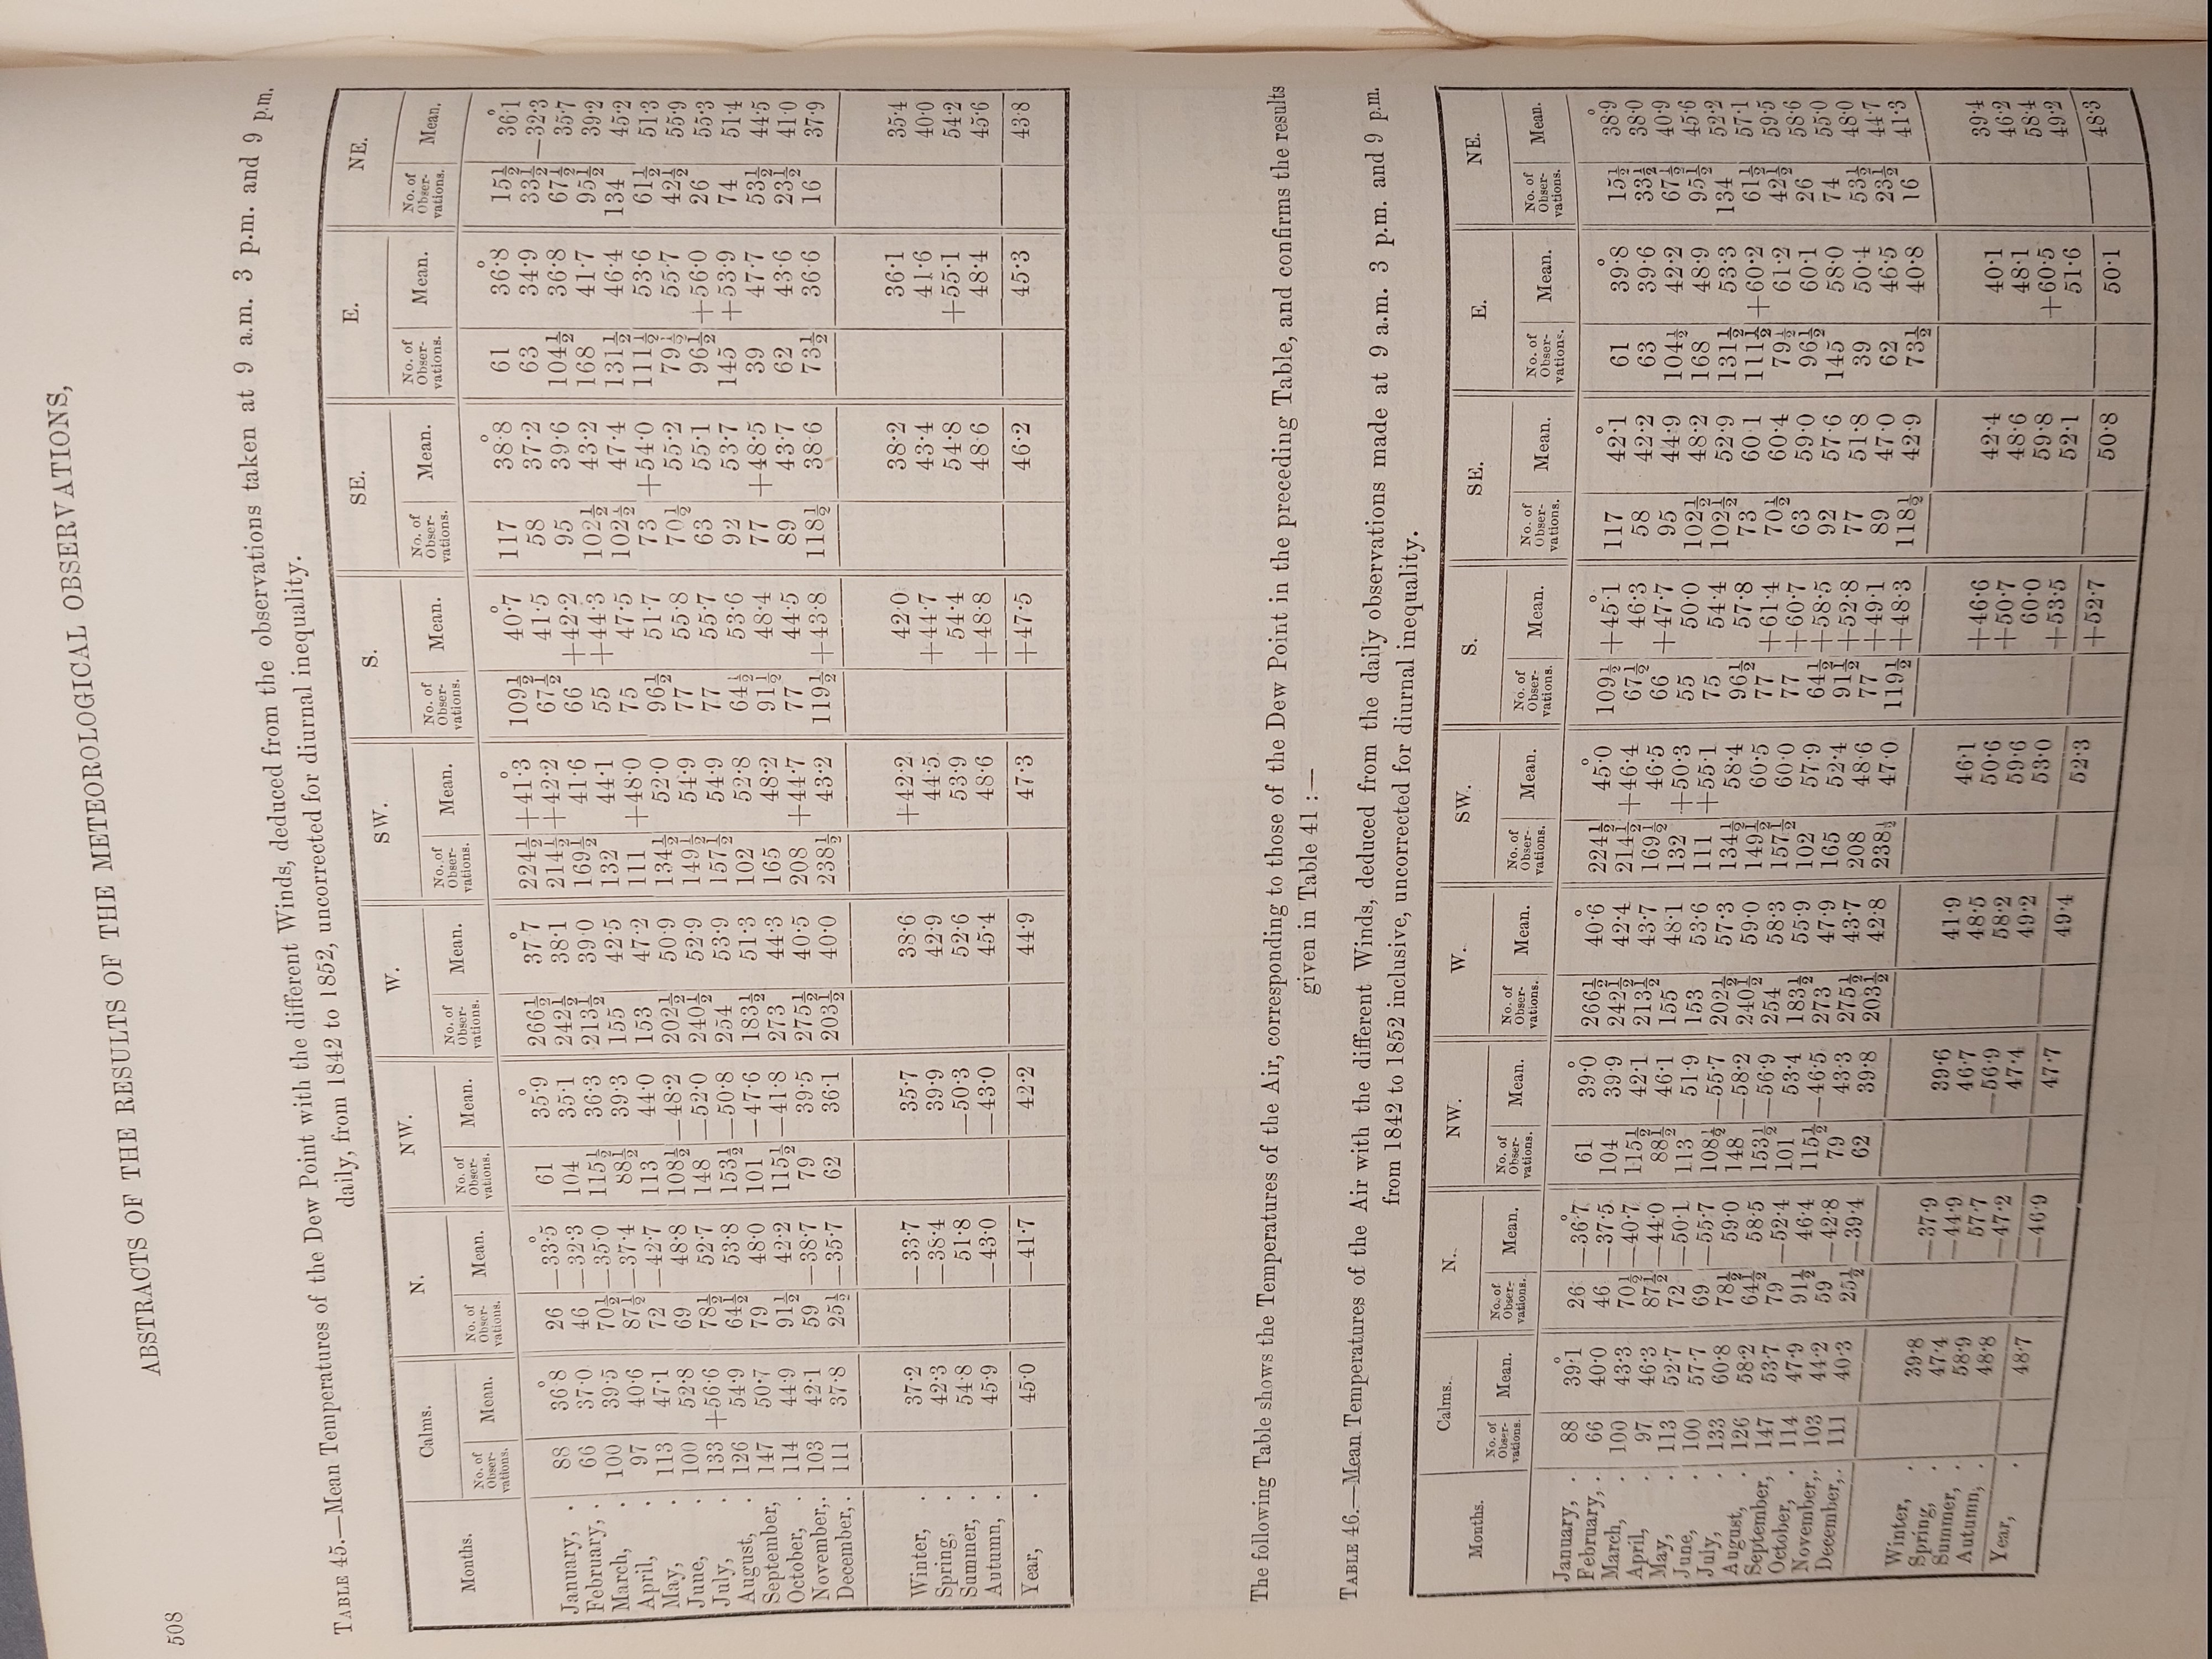 508
ABSTRACTS OF THE RESULTS OF THE METEOROLOGICAL OBSERVATIONS,
TABLE 45.—Mean Temperatures of the Dew Point with the different Winds, deduced from the observations taken at 9 a.m. 3 p.m. and 9 p.m.
daily, from 1842 to 1852, uncorrected for diurnal inequality.
Months. Calms. N. NW. W. SW. S. SE. E. NE.
No. of Obser-vations. Mean. No. of Obser-vations. Mean. No. of Obser-vations. Mean. No. of Obser-vations. Mean. No. of Obser-vations. Mean. No. of Obser-vations. Mean. No. of Obser-vations. Mean. No. of Obser-vations. Mean. No. of Obser-vations. Mean.
January, . 88 36·8 26 —33·5 61 35·9 266½ 37·7 224½ +41·3 109½ 40·7 117 38·8 61 36·8 15½ 36·1
February, . 66 37·0 46 —32·3 104 35·1 242½ 38·1 214½ +42·2 67½ 41·5 58 37·2 63 34·9 33½ —32·3
March, . 100 39·5 70½ —35·0 115½ 36·3 213½ 39·0 169½ 41·6 66 +42·2 95 39·6 104½ 36·8 67½ 35·7
April, . 97 40·6 87½ —37·4 88½ 39·3 155 42·5 132 44·1 55 +44·3 102½ 43·2 168 41·7 95½ 39·2
May, . 113 47·1 72 —42·7 113 44·0 153 47·2 111 +48·0 75 47·5 102½ 47·4 131½ 46·4 134 45·2
June, . 100 52·8 69 48·8 108½ —48·2 202½ 50·9 134½ 52·0 96½ 51·7 73 +54·0 111½ 53·6 61½ 51·3
July, . 133 +56·6 78½ 52·7 148 —52·0 240½ 52·9 149½ 54·9 77 55·8 70½ 55·2 79½ 55·7 42½ 55·9
August, . 126 54·9 64½ 53·8 153½ —50·8 254 53·9 157½ 54·9 77 55·7 63 55·1 96½ +56·0 26 55·3
September, 147 50·7 79 48·0 101 —47·6 183½ 51·3 102 52·8 64½ 53·6 92 53·7 145 +53·9 74 51·4
October, . 114 44·9 91½ 42·2 115½ —41·8 273 44·3 165 48·2 91½ 48·4 77 +48·5 39 47·7 53½ 44·5
November,. 103 42·1 59 —38·7 79 39·5 275½ 40·5 208 +44·7 77 44·5 89 43·7 62 43·6 23½ 41·0
December,. 111 37·8 25½ —35·7 62 36·1 203½ 40·0 238½ 43·2 119½ +43·8 118½ 38·6 73½ 36·6 16 37·9
Winter, . 37·2 —33·7 35·7 38·6 +42·2 42·0 38·2 36·1 35·4
Spring, . 42·3 —38·4 39·9 42·9 44·5 +44·7 43·4 41·6 40·0
Summer, . 54·8 51·8 —50·3 52·6 53·9 54·4 54·8 +55·1 54·2
Autumn, . 45·9 —43·0 —43·0 45·4 48·6 +48·8 48·6 48·4 45·6
Year, . 45·0 —41·7 42·2 44·9 47·3 +47·5 46·2 45·3 43·8
The following Table shows the Temperatures of the Air, corresponding to those of the Dew Point in the preceding Table, and confirms the results
given in Table 41 :—
TABLE 46.—Mean Temperatures of the Air with the different Winds, deduced from the daily observations made at 9 a.m. 3 p.m. and 9 p.m.
from 1842 to 1852 inclusive, uncorrected for diurnal inequality.
Months. Calms. N. NW. W. SW. S. SE. E. NE.
No. of Obser-vations. Mean. No. of Obser-vations. Mean. No. of Obser-vations. Mean. No. of Obser-vations. Mean. No. of Obser-vations. Mean. No. of Obser-vations. Mean. No. of Obser-vations. Mean. No. of Obser-vations. Mean. No. of Obser-vations. Mean.
January, . 88 39·1 26 —36·7 61 39·0 266½ 40·6 224½ 45·0 109½ +45·1 117 42·1 61 39·8 15½ 38·9
February, . 66 40·0 46 —37·5 104 39·9 242½ 42·4 214½ +46·4 67½ 46·3 58 42·2 63 39·6 33½ 38·0
March, . 100 43·3 70½ —40·7 115½ 42·1 213½ 43·7 169½ 46·5 66 +47·7 95 44·9 104½ 42·2 67½ 40·9
April, . 97 46·3 87½ —44·0 88½ 46·1 155 48·1 132 +50·3 55 50·0 102½ 48·2 168 48·9 95½ 45·6
May, . 113 52·7 72 —50·1 113 51·9 153 53·6 111 +55·1 75 54·4 102½ 52·9 131½ 53·3 134 52·2
June, . 100 57·7 69 —55·7 108½ —55·7 202½ 57·3 134½ 58·4 96½ 57·8 73 60·1 111½ +60·2 61½ 57·1
July, . 133 60·8 78½ 59·0 148 —58·2 240½ 59·0 149½ 60·5 77 +61·4 70½ 60·4 79½ 61·2 42½ 59·5
August, . 126 58·2 64½ 58·5 153½ —56·9 254 58·3 157½ 60·0 77 +60·7 63 59·0 96½ 60·1 26 58·6
September, 147 53·7 79 —52·4 101 53·4 183½ 55·9 102 57·9 64½ +58·5 92 57·6 145 58·0 74 55·0
October, . 114 47·9 91½ 46·4 115½ —46·5 273 47·9 165 52·4 91½ +52·8 77 51·8 39 50·4 53½ 48·0
November,. 103 44·2 59 —42·8 79 43·3 275½ 43·7 208 48·6 77 +49·1 89 47·0 62 46·5 23½ 44·7
December,. 111 40·3 25½ —39·4 62 39·8 203½ 42·8 238½ 47·0 119½ +48·3 118½ 42·9 73½ 40·8 16 41·3
Winter, . 39·8 —37·9 39·6 41·9 46·1 +46·6 42·4 40·1 39·4
Spring, . 47·4 —44·9 46·7 48·5 50·6 +50·7 48·6 48·1 46·2
Summer, . 58·9 57·7 —56·9 58·2 59·6 60·0 59·8 +60·5 58·4
Autumn, . 48·8 —47·2 47·4 49·2 53·0 +53·5 52·1 51·6 49·2
Year, . 48·7 —46·9 47·7 49·4 52·3 +52·7 50·8 50·1 48·3